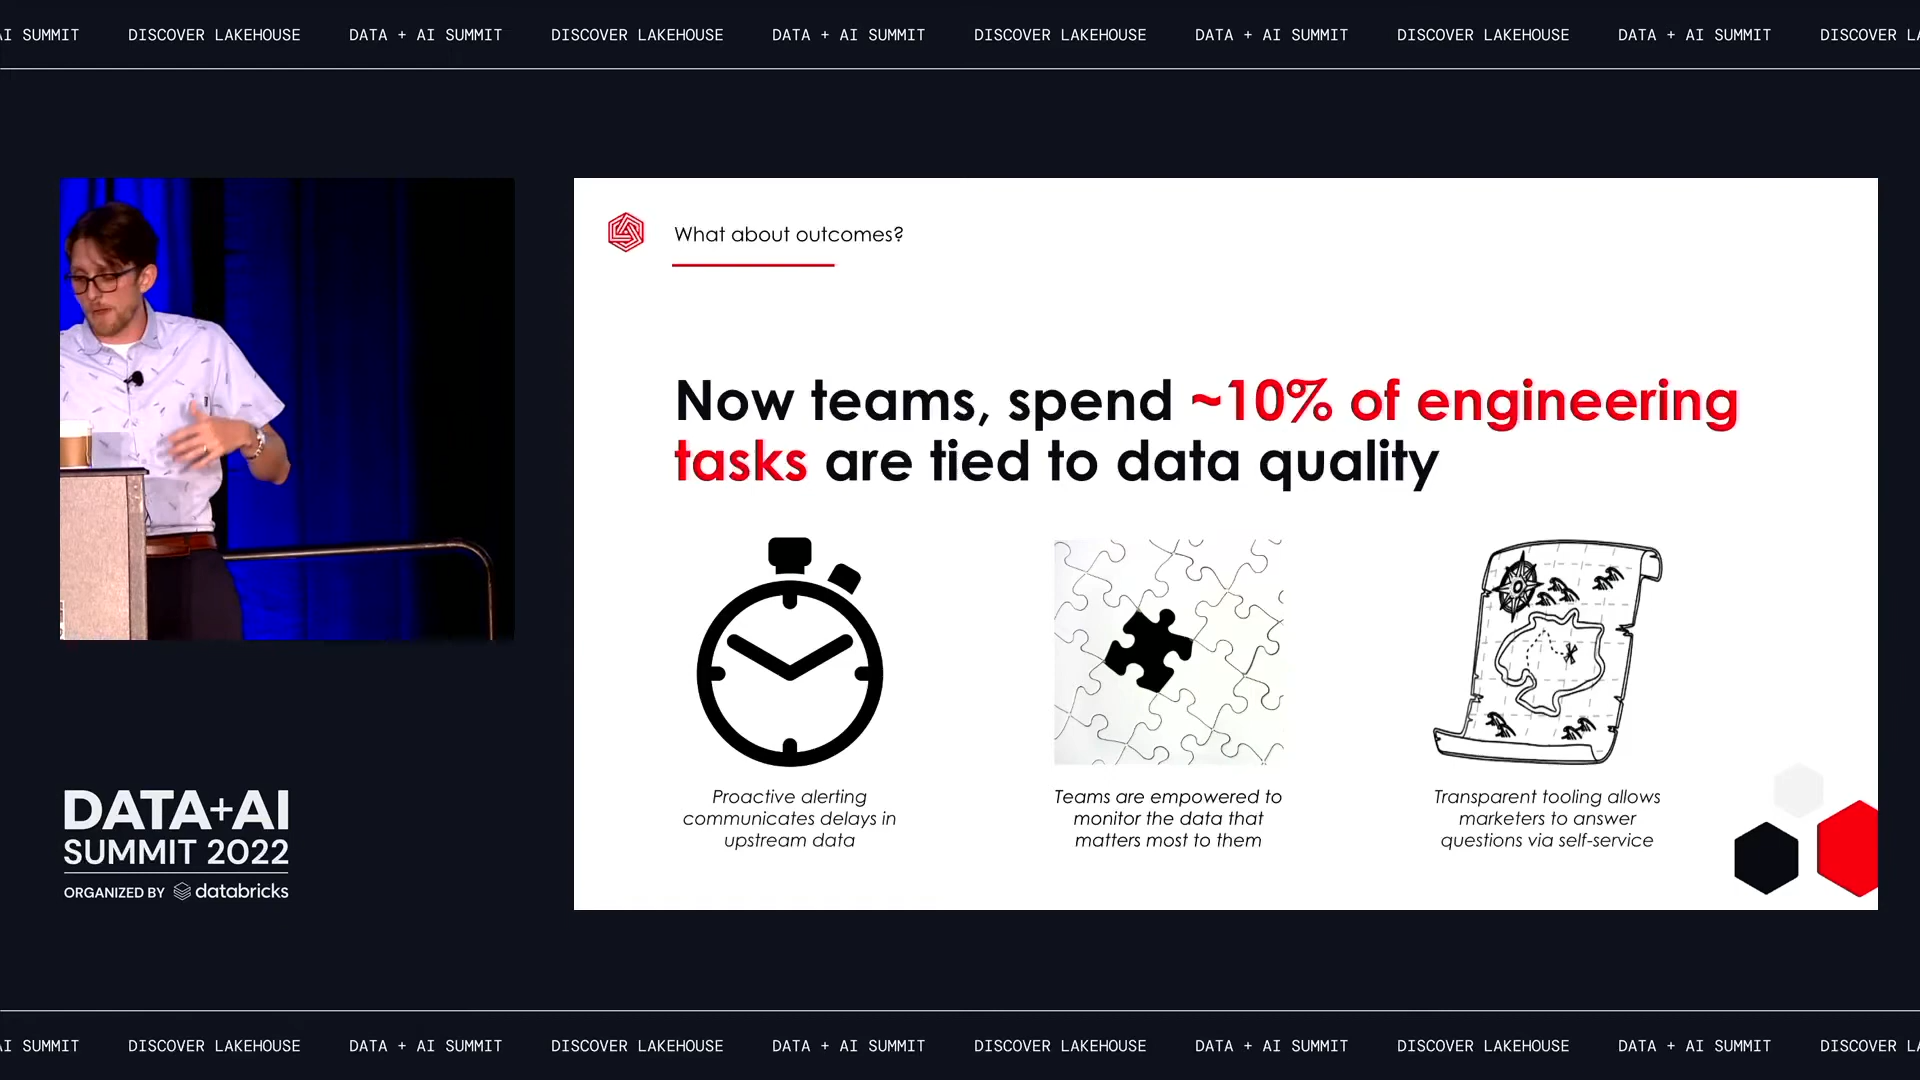 AI SUMMIT DISCOVER LAKEHOUSE DATA + AI SUMMIT DISCOVER LAKEHOUSE DATA + AI SUMMIT DISCOVER LAKEHOUSE DATA + AI SUMMIT DISCOVER LAKEHOUSE DATA + AI SUMMIT DISCOVER LA
What about outcomes?
Now teams, spend ~10% of engineering
tasks are tied to data quality
Proactive alerting
communicates delays in
upstream data
Teams are empowered to
monitor the data that
matters most to them
Transparent tooling allows
marketers to answer
questions via self-service
DATA+AI
SUMMIT 2022
ORGANIZED BY databricks
AI SUMMIT DISCOVER LAKEHOUSE DATA + AI SUMMIT DISCOVER LAKEHOUSE DATA + AI SUMMIT DISCOVER LAKEHOUSE DATA + AI SUMMIT DISCOVER LAKEHOUSE DATA + AI SUMMIT DISCOVER LA